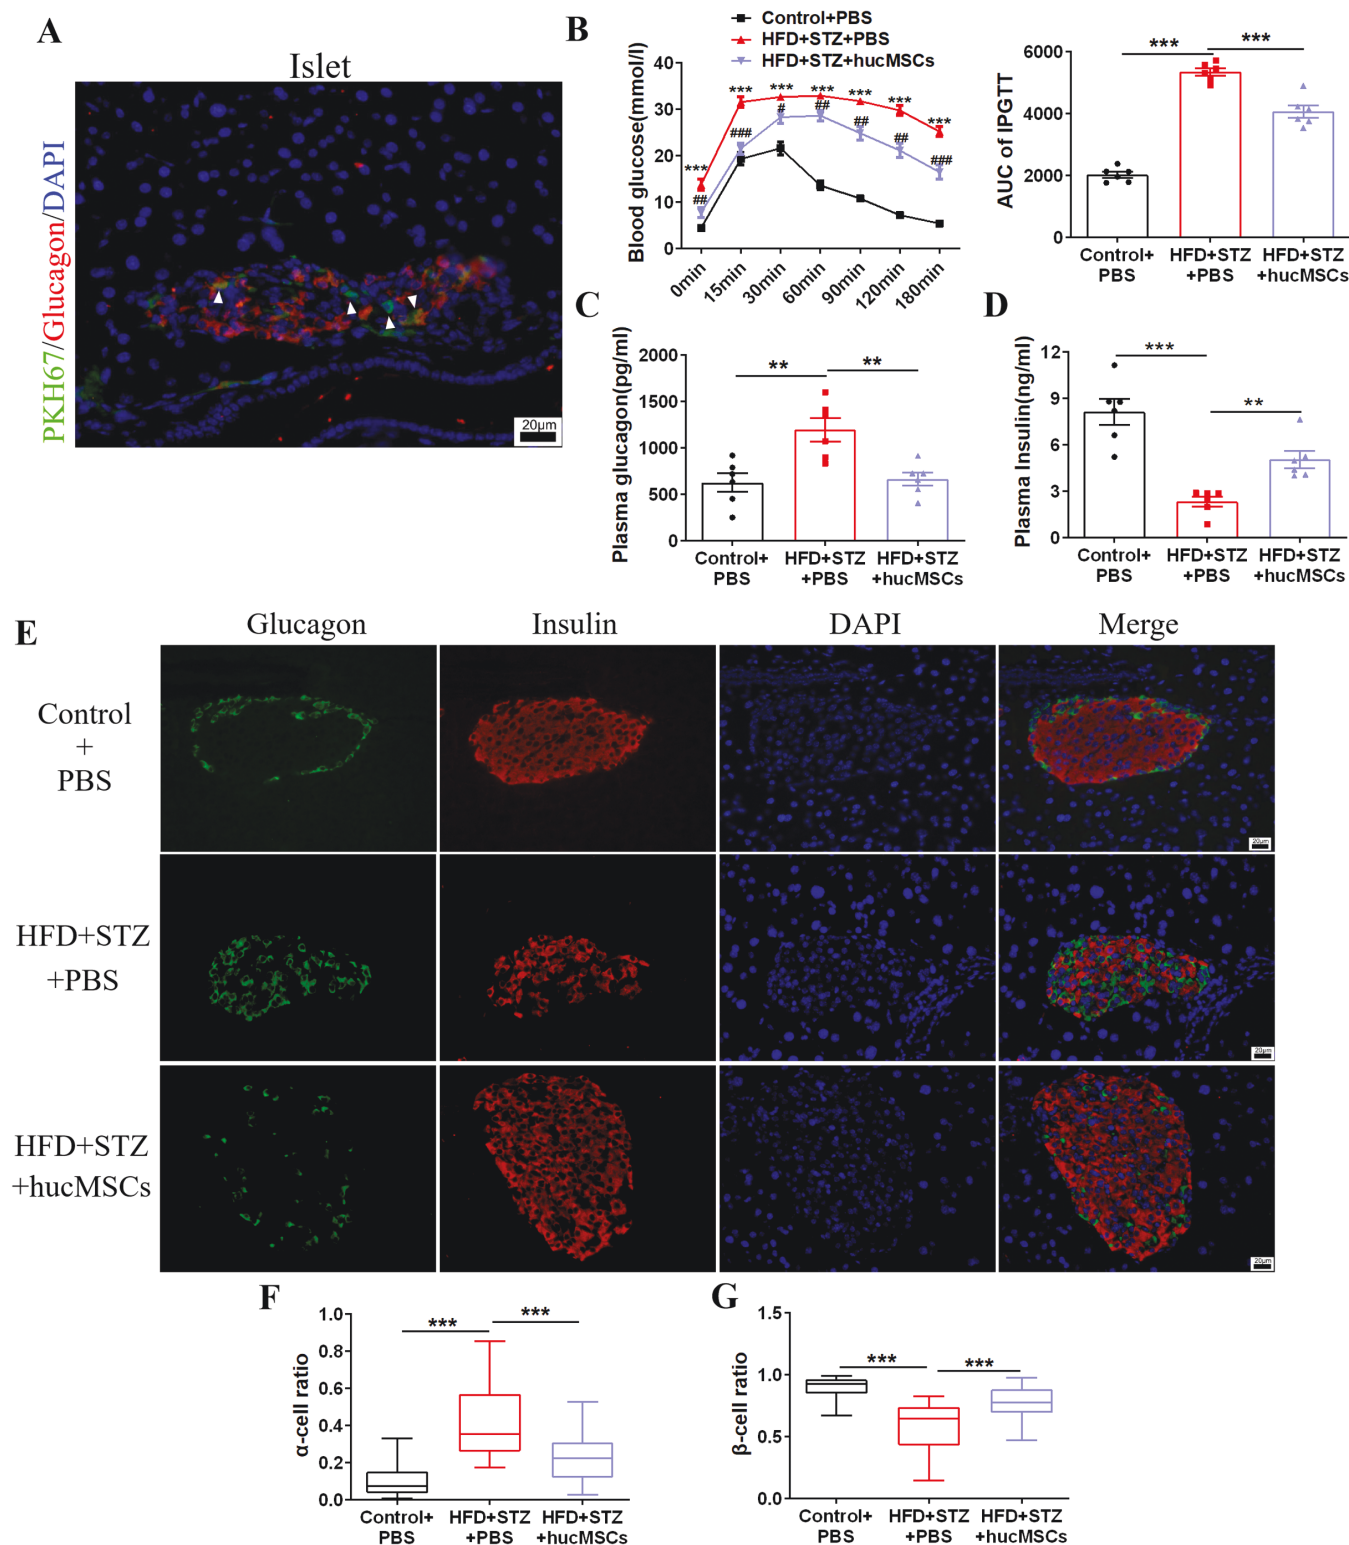 A
Islet
PKH67/Glucagon/DAPI
20µm
B
Control+PBS
HFD+STZ+PBS
HFD+STZ+hucMSCs
Blood glucose(mmol/l)
40
30
20
10
0
*** *** *** *** *** *** ***
## ### # ## ## ## ###
0min 15min 30min 60min 90min 120min 180min
AUC of IPGTT
6000
4000
2000
0
*** ***
Control+ HFD+STZ HFD+STZ
PBS +PBS +hucMSCs
C
Plasma glucagon(pg/ml)
2000
1500
1000
500
0
** **
Control+ HFD+STZ HFD+STZ
PBS +PBS +hucMSCs
D
Plasma Insulin(ng/ml)
12
9
6
3
0
*** **
Control+ HFD+STZ HFD+STZ
PBS +PBS +hucMSCs
E
Glucagon Insulin DAPI Merge
Control
+
PBS
20µm
HFD+STZ
+PBS
20µm
HFD+STZ
+hucMSCs
20µm
F
α-cell ratio
1.0
0.8
0.6
0.4
0.2
0.0
*** ***
Control+ HFD+STZ HFD+STZ
PBS +PBS +hucMSCs
G
β-cell ratio
1.5
1.0
0.5
0.0
*** ***
Control+ HFD+STZ HFD+STZ
PBS +PBS +hucMSCs